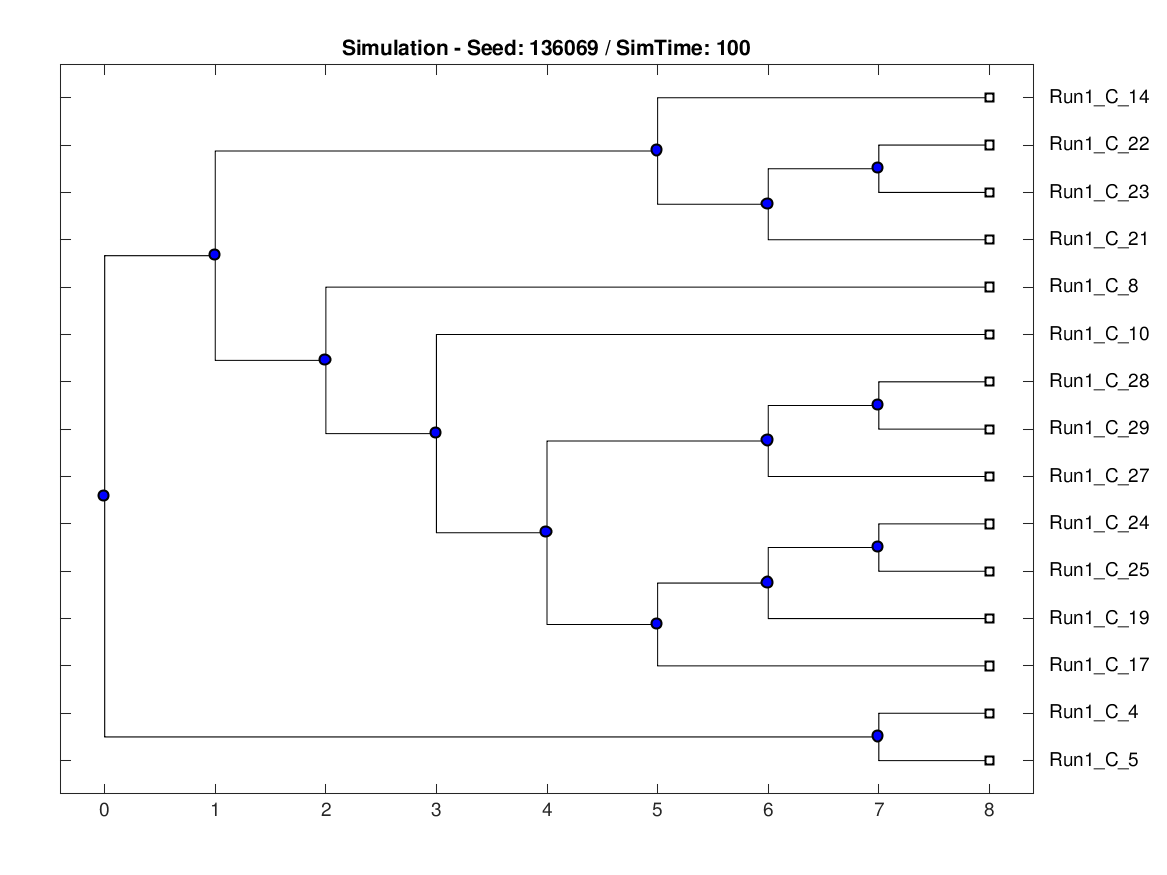 Simulation - Seed: 136069 / SimTime: 100
Run1_C_14
Run1_C_22
Run1_C_23
Run1_C_21
Run1_C_8
Run1_C_10
Run1_C_28
Run1_C_29
Run1_C_27
Run1_C_24
Run1_C_25
Run1_C_19
Run1_C_17
Run1_C_4
Run1_C_5
0 1 2 3 4 5 6 7 8